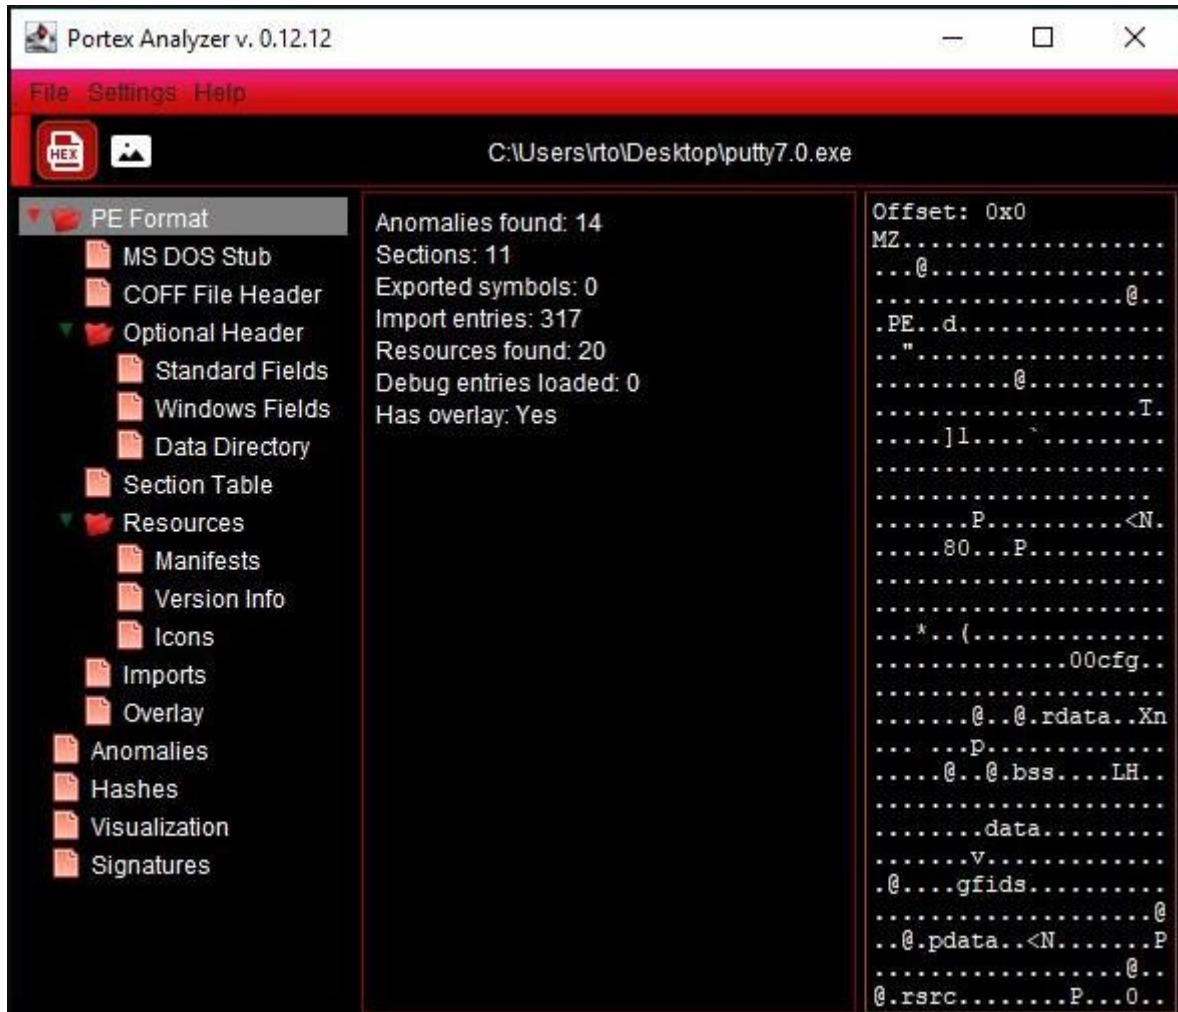 Portex Analyzer v. 0.12.12
File Settings Help
HEX
C:\Users\rto\Desktop\putty7.0.exe
PE Format
MS DOS Stub
COFF File Header
Optional Header
Standard Fields
Windows Fields
Data Directory
Section Table
Resources
Manifests
Version Info
Icons
Imports
Overlay
Anomalies
Hashes
Visualization
Signatures
Anomalies found: 14
Sections: 11
Exported symbols: 0
Import entries: 317
Resources found: 20
Debug entries loaded: 0
Has overlay: Yes
Offset: 0x0
MZ...................
...@.................
...................@..
.PE..d...............
.."..................
..........@..........
...................T.
.....]l....`.........
.....................
....................
.......P..........<N.
.....80...P..........
.....................
.....................
...*..(..............
..............00cfg..
.....................
.......@..@.rdata..Xn
... ...p.............
.....@..@.bss....LH..
.....................
........data.........
.......v.............
.@....gfids..........
....................@
..@.pdata..<N.......P
...................@..
@.rsrc........P...0..